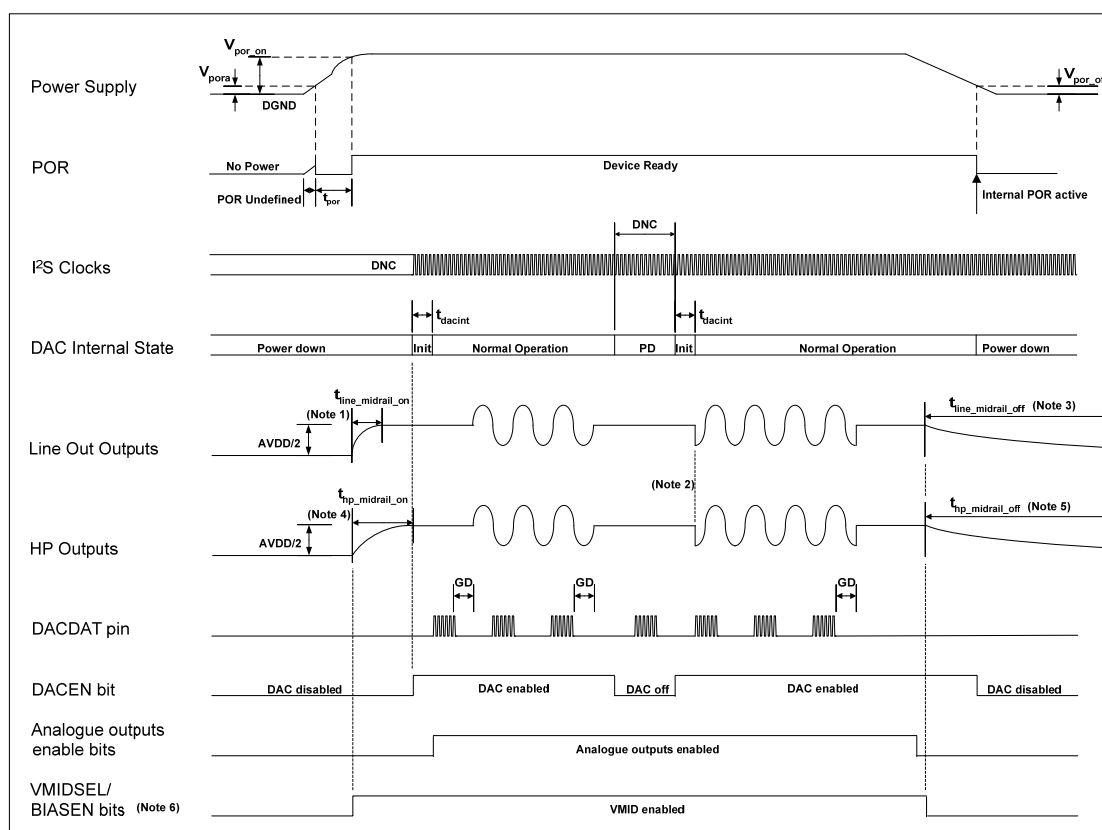 Vpor_on
Vpora
Power Supply
DGND
Vpor_of
POR
No Power
Device Ready
POR Undefined
tpor
Internal POR active
DNC
I2S Clocks
DNC
tdacint
tdacint
DAC Internal State
Power down
Init
Normal Operation
PD
Init
Normal Operation
Power down
tline_midrail_on
(Note 1)
tline_midrail_off (Note 3)
AVDD/2
Line Out Outputs
(Note 2)
thp_midrail_on
(Note 4)
thp_midrail_off (Note 5)
AVDD/2
HP Outputs
GD
GD
GD
DACDAT pin
DACEN bit
DAC disabled
DAC enabled
DAC off
DAC enabled
DAC disabled
Analogue outputs
enable bits
Analogue outputs enabled
VMIDSEL/
BIASEN bits (Note 6)
VMID enabled